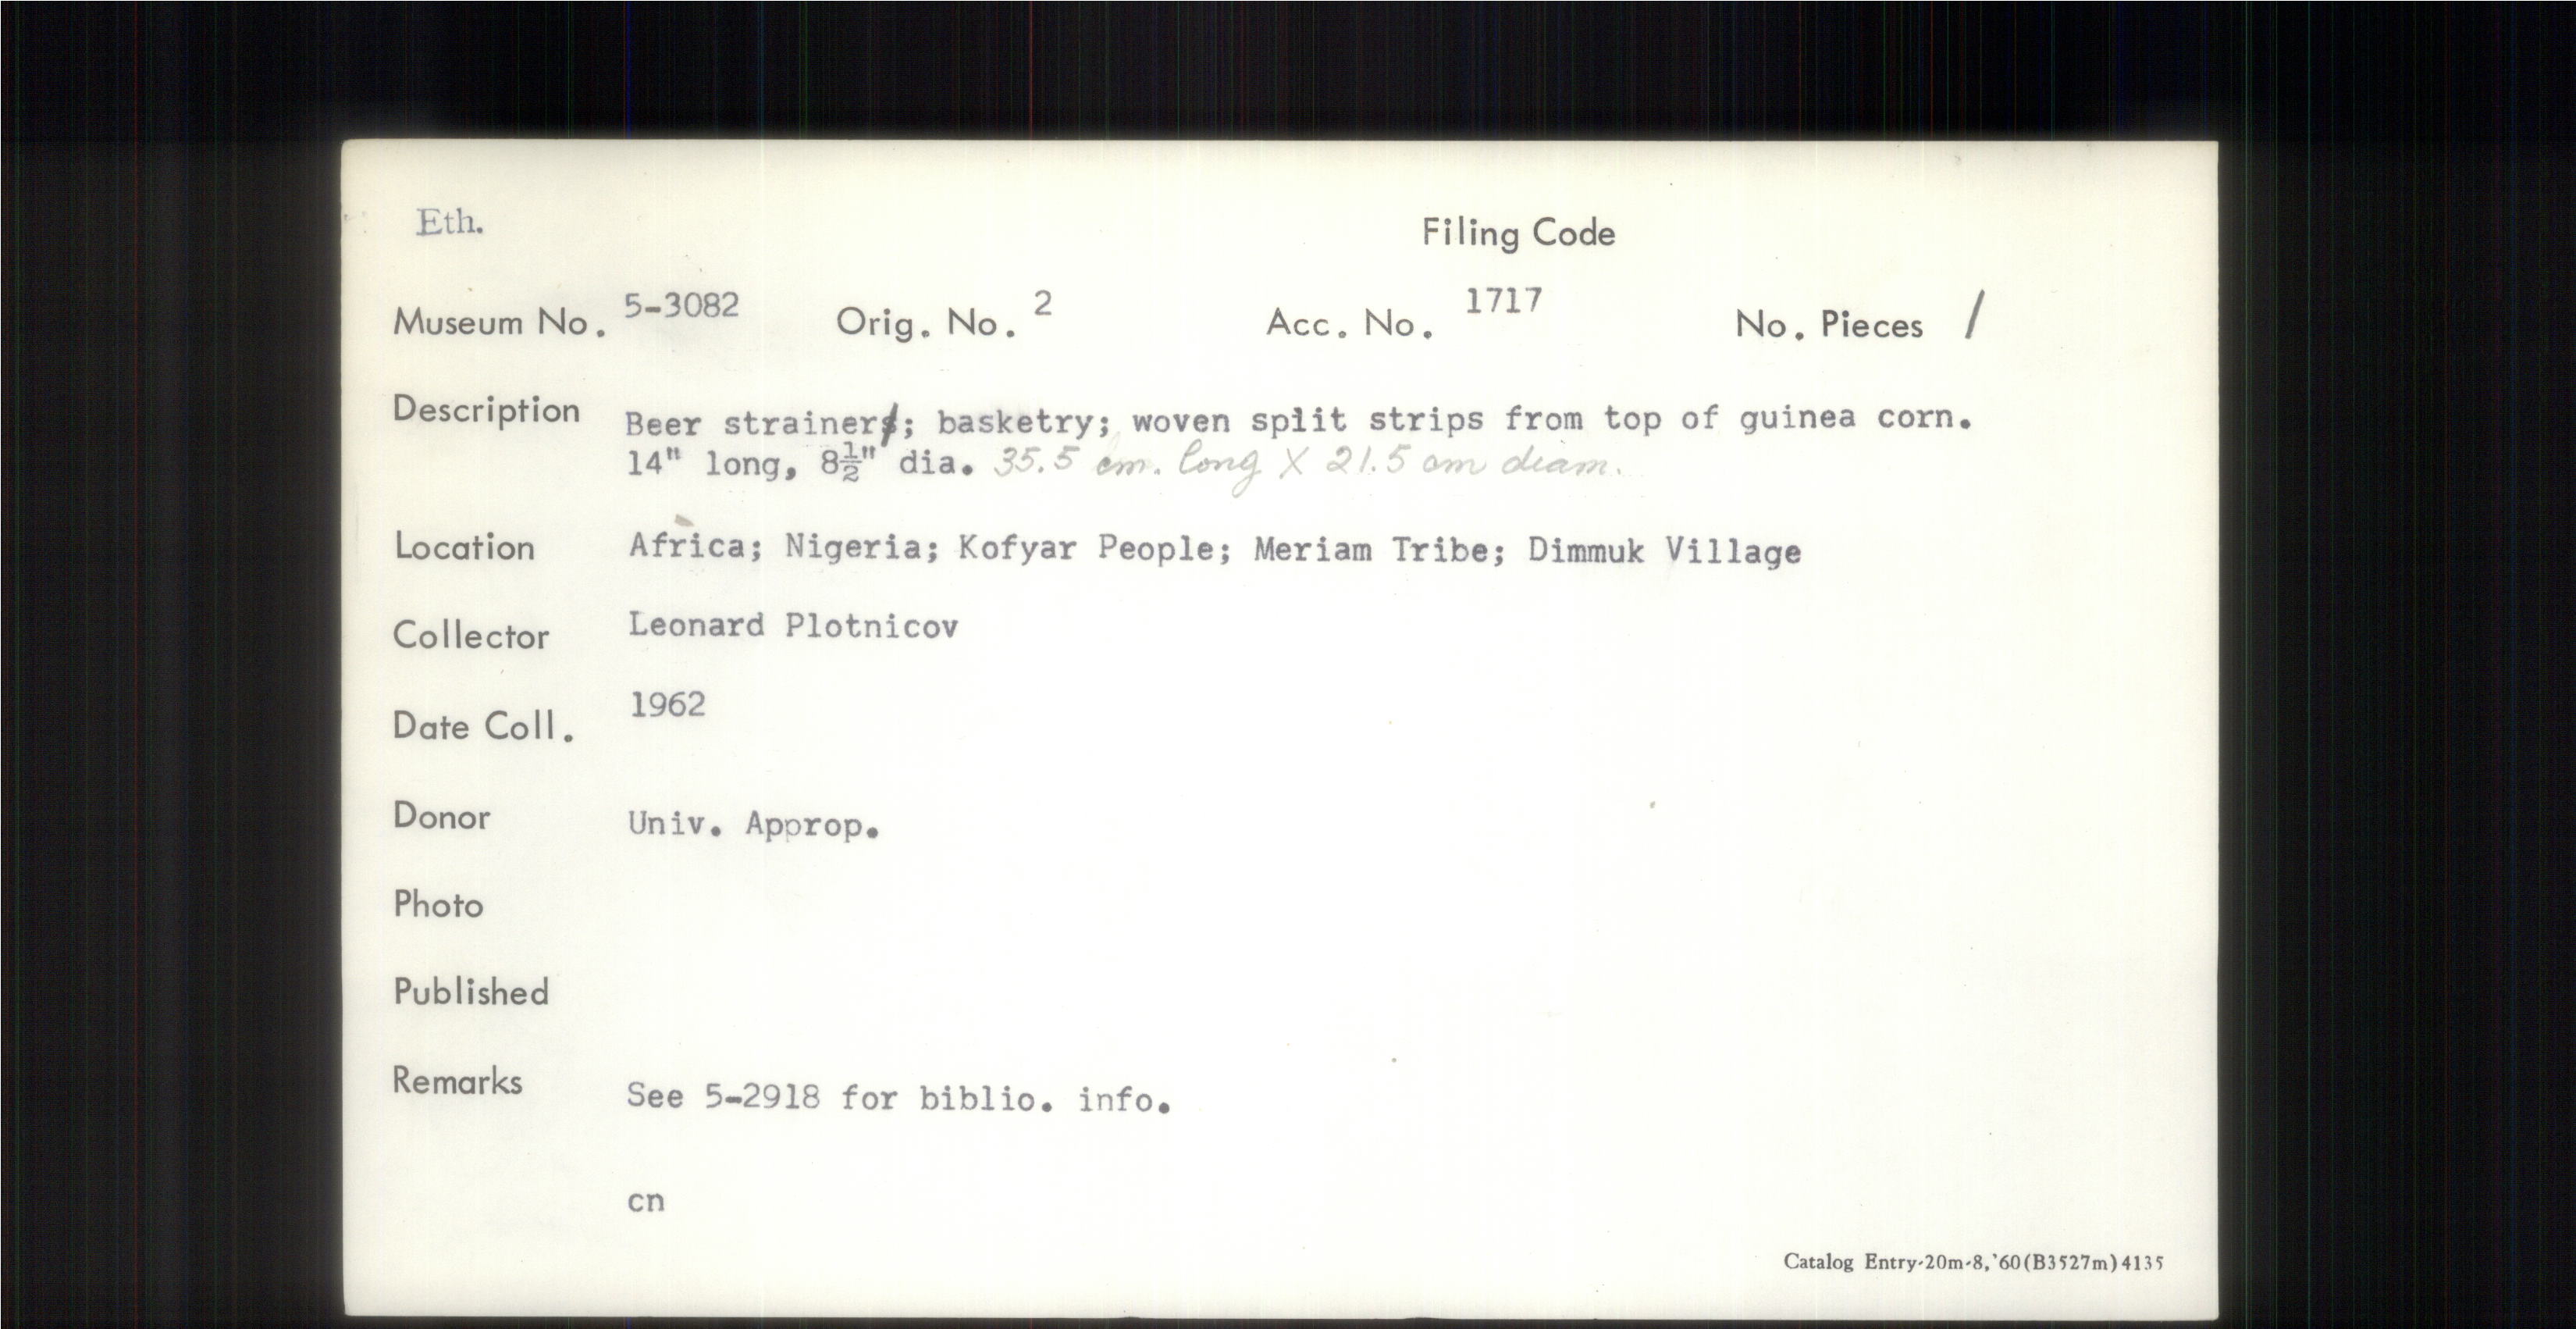 Eth.
Filing Code
Museum No. 5-3082 Orig. No. 2 Acc. No. 1717 No. Pieces 1
Description Beer strainers; basketry; woven split strips from top of guinea corn.
14" long, 8½" dia. 35.5 cm. long X 21.5 cm diam.
Location Africa; Nigeria; Kofyar People; Meriam Tribe; Dimmuk Village
Collector Leonard Plotnicov
Date Coll. 1962
Donor Univ. Approp.
Photo
Published
Remarks See 5-2918 for biblio. info.
cn
Catalog Entry-20m-8,'60(B3527m)4135